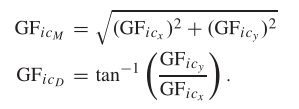 GF_{ic_M} = \sqrt{(GF_{ic_x})^2 + (GF_{ic_y})^2}
GF_{ic_D} = \tan^{-1} \left( \frac{GF_{ic_y}}{GF_{ic_x}} \right).